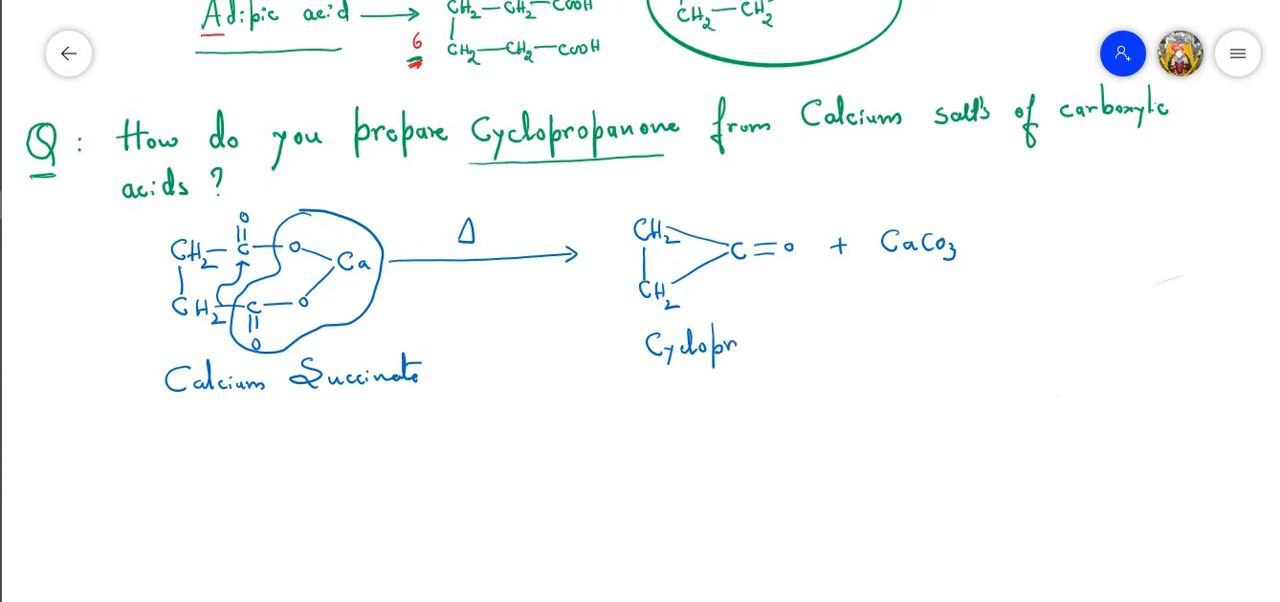 Adipic acid → CH2—CH2—COOH
CH2—CH2
6
CH2—CH2—COOH
Q: How do you prepare Cyclopropanone from Calcium salts of carboxylic
acids ?
O
CH2—C—O
Ca
Δ
CH2
C=O + CaCO3
CH2—C—O
CH2
O
Cyclopr
Calcium Succinate